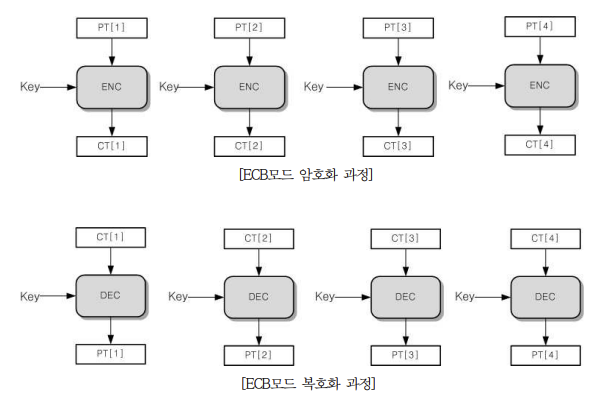 PT[1] PT[2] PT[3] PT[4]
Key ENC Key ENC Key ENC Key ENC
CT[1] CT[2] CT[3] CT[4]
[ECB모드 암호화 과정]
CT[1] CT[2] CT[3] CT[4]
Key DEC Key DEC Key DEC Key DEC
PT[1] PT[2] PT[3] PT[4]
[ECB모드 복호화 과정]